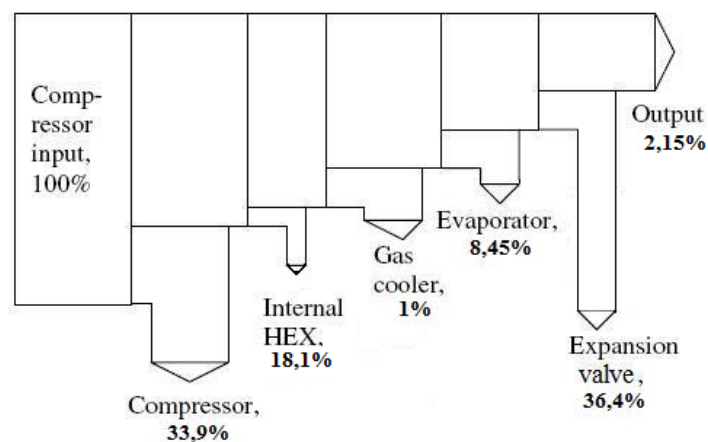 Comp-
ressor
input,
100%
Output
2,15%
Evaporator,
8,45%
Gas
cooler,
1%
Internal
HEX,
18,1%
Expansion
valve,
36,4%
Compressor,
33,9%